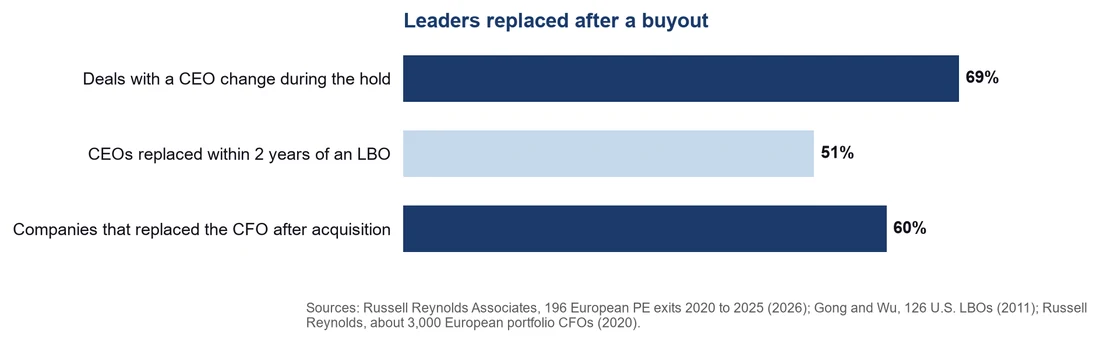 Leaders replaced after a buyout
Deals with a CEO change during the hold
69%
CEOs replaced within 2 years of an LBO
51%
Companies that replaced the CFO after acquisition
60%
Sources: Russell Reynolds Associates, 196 European PE exits 2020 to 2025 (2026); Gong and Wu, 126 U.S. LBOs (2011); Russell
Reynolds, about 3,000 European portfolio CFOs (2020).